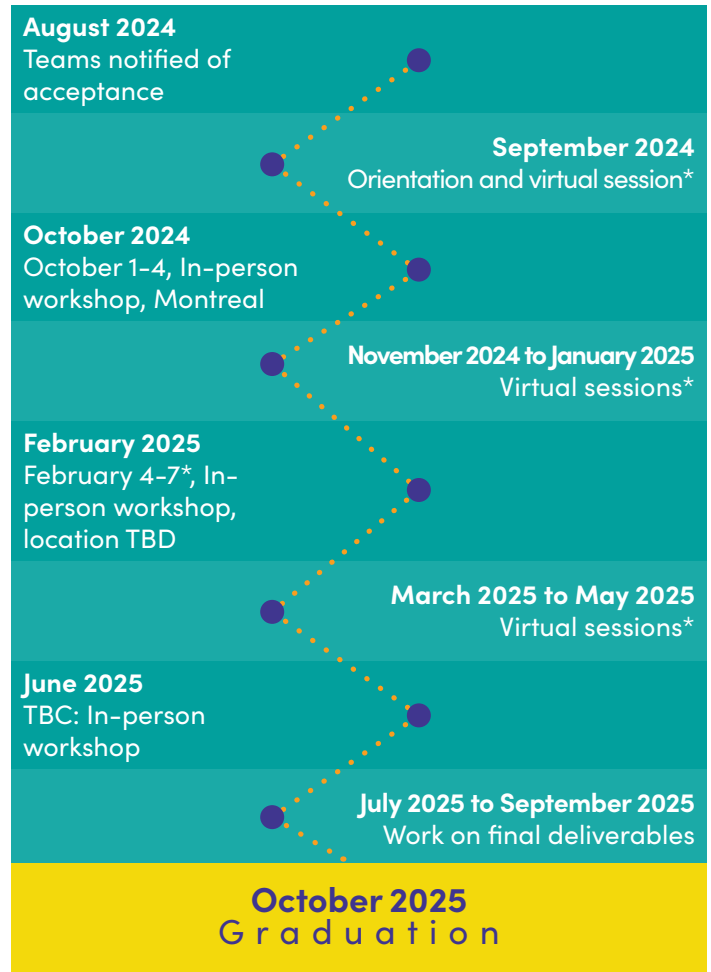 August 2024
Teams notified of
acceptance
September 2024
Orientation and virtual session*
October 2024
October 1-4, In-person
workshop, Montreal
November 2024 to January 2025
Virtual sessions*
February 2025
February 4-7*, In-
person workshop,
location TBD
March 2025 to May 2025
Virtual sessions*
June 2025
TBC: In-person
workshop
July 2025 to September 2025
Work on final deliverables
October 2025
Graduation